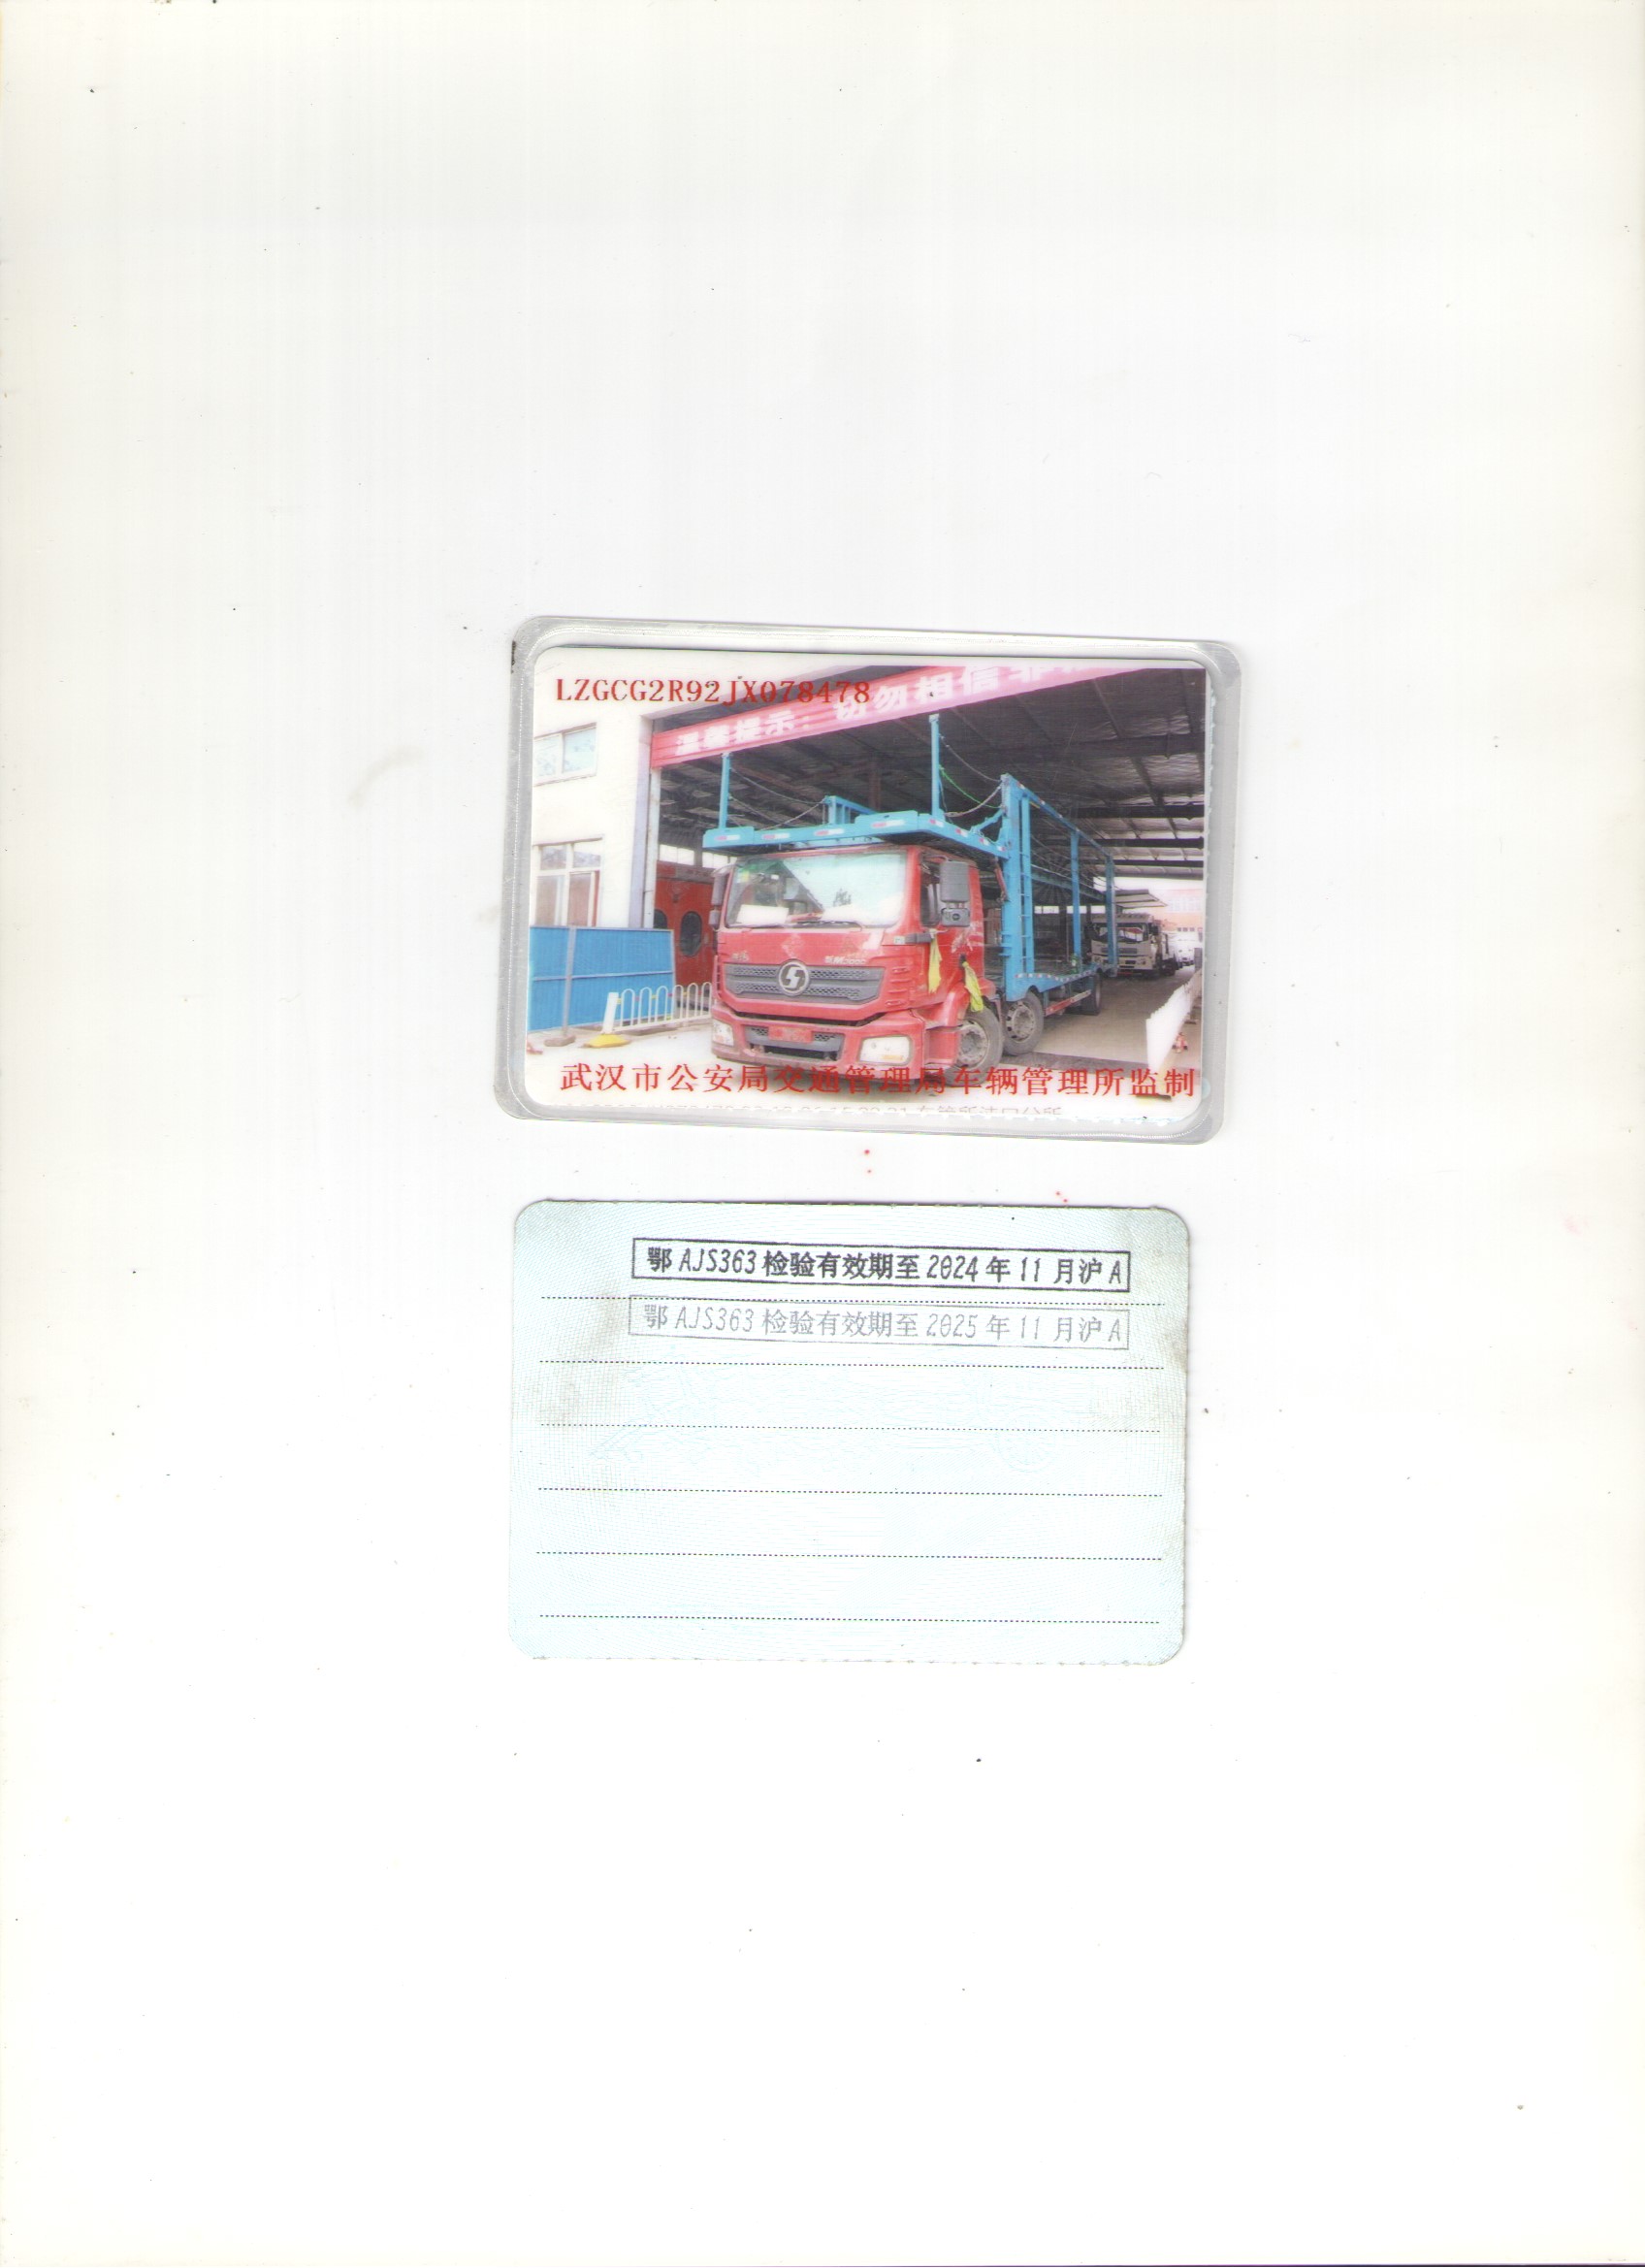 LZGCG2R92JX078478
温馨提示：切勿相信非
武汉市公安局交通管理局车辆管理所监制
鄂AJS363检验有效期至2024年11月沪A
鄂AJS363检验有效期至2025年11月沪A